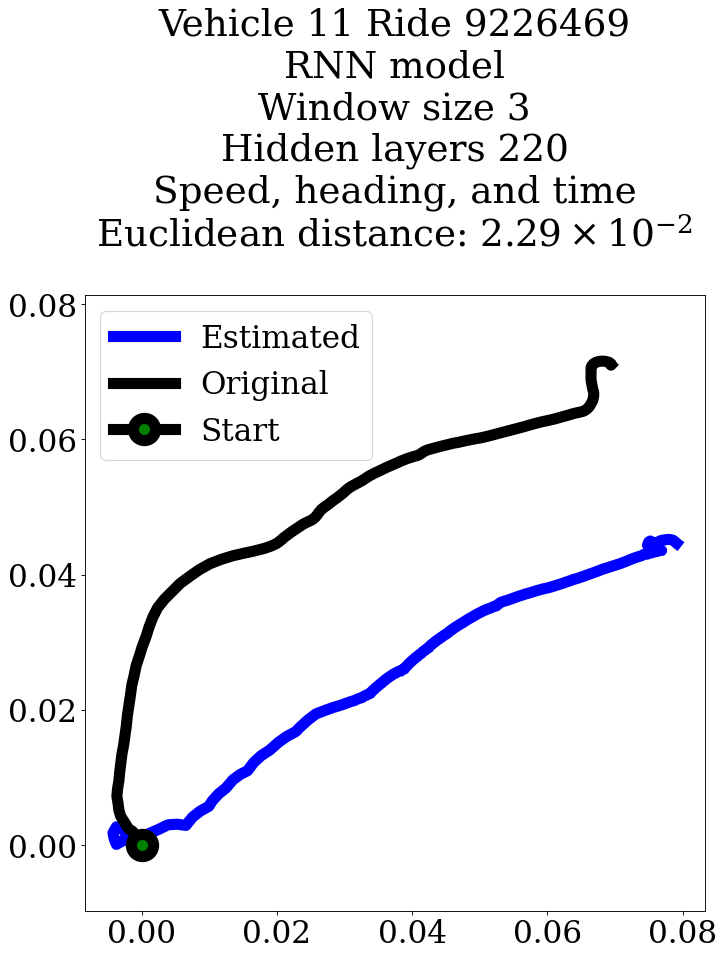 Vehicle 11 Ride 9226469
RNN model
Window size 3
Hidden layers 220
Speed, heading, and time
Euclidean distance: 2.29 × 10⁻²
0.08
0.06
0.04
0.02
0.00
Estimated
Original
Start
0.00 0.02 0.04 0.06 0.08